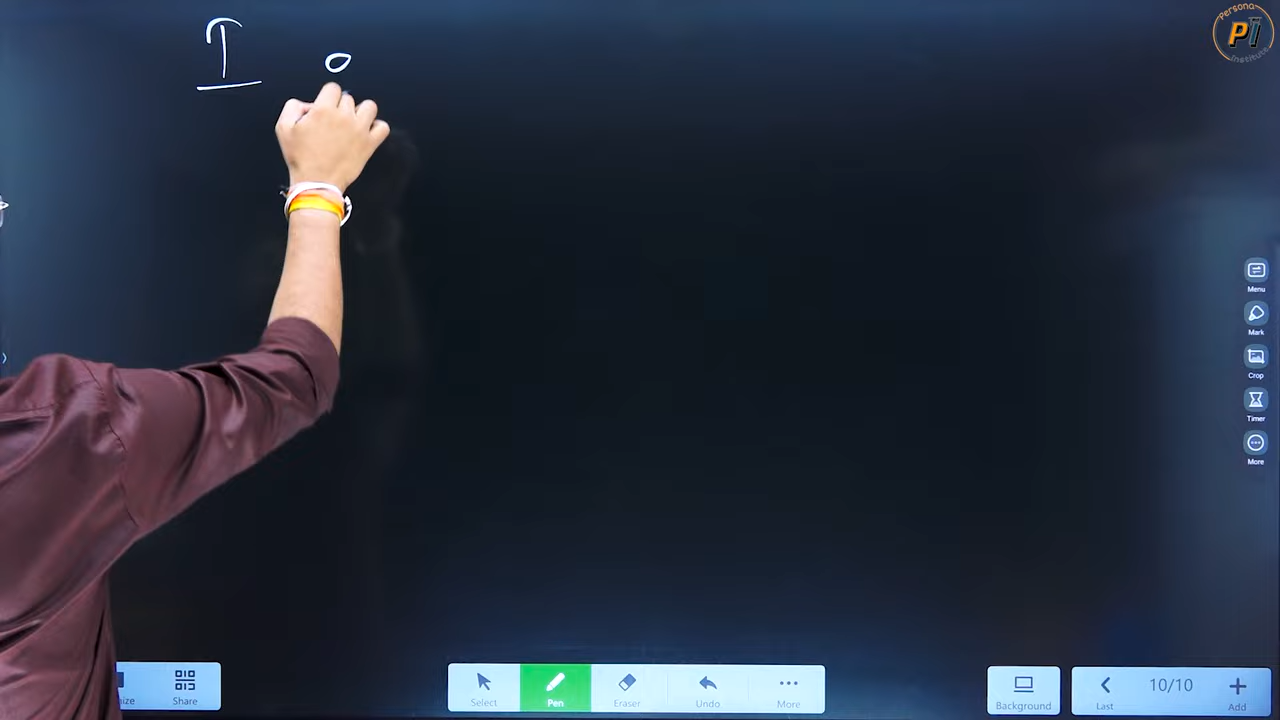 I o
Persona
PI
Institute
Menu
Mark
Crop
Timer
More
ize
Share
Select
Pen
Eraser
Undo
More
Background
Last
10/10
Add